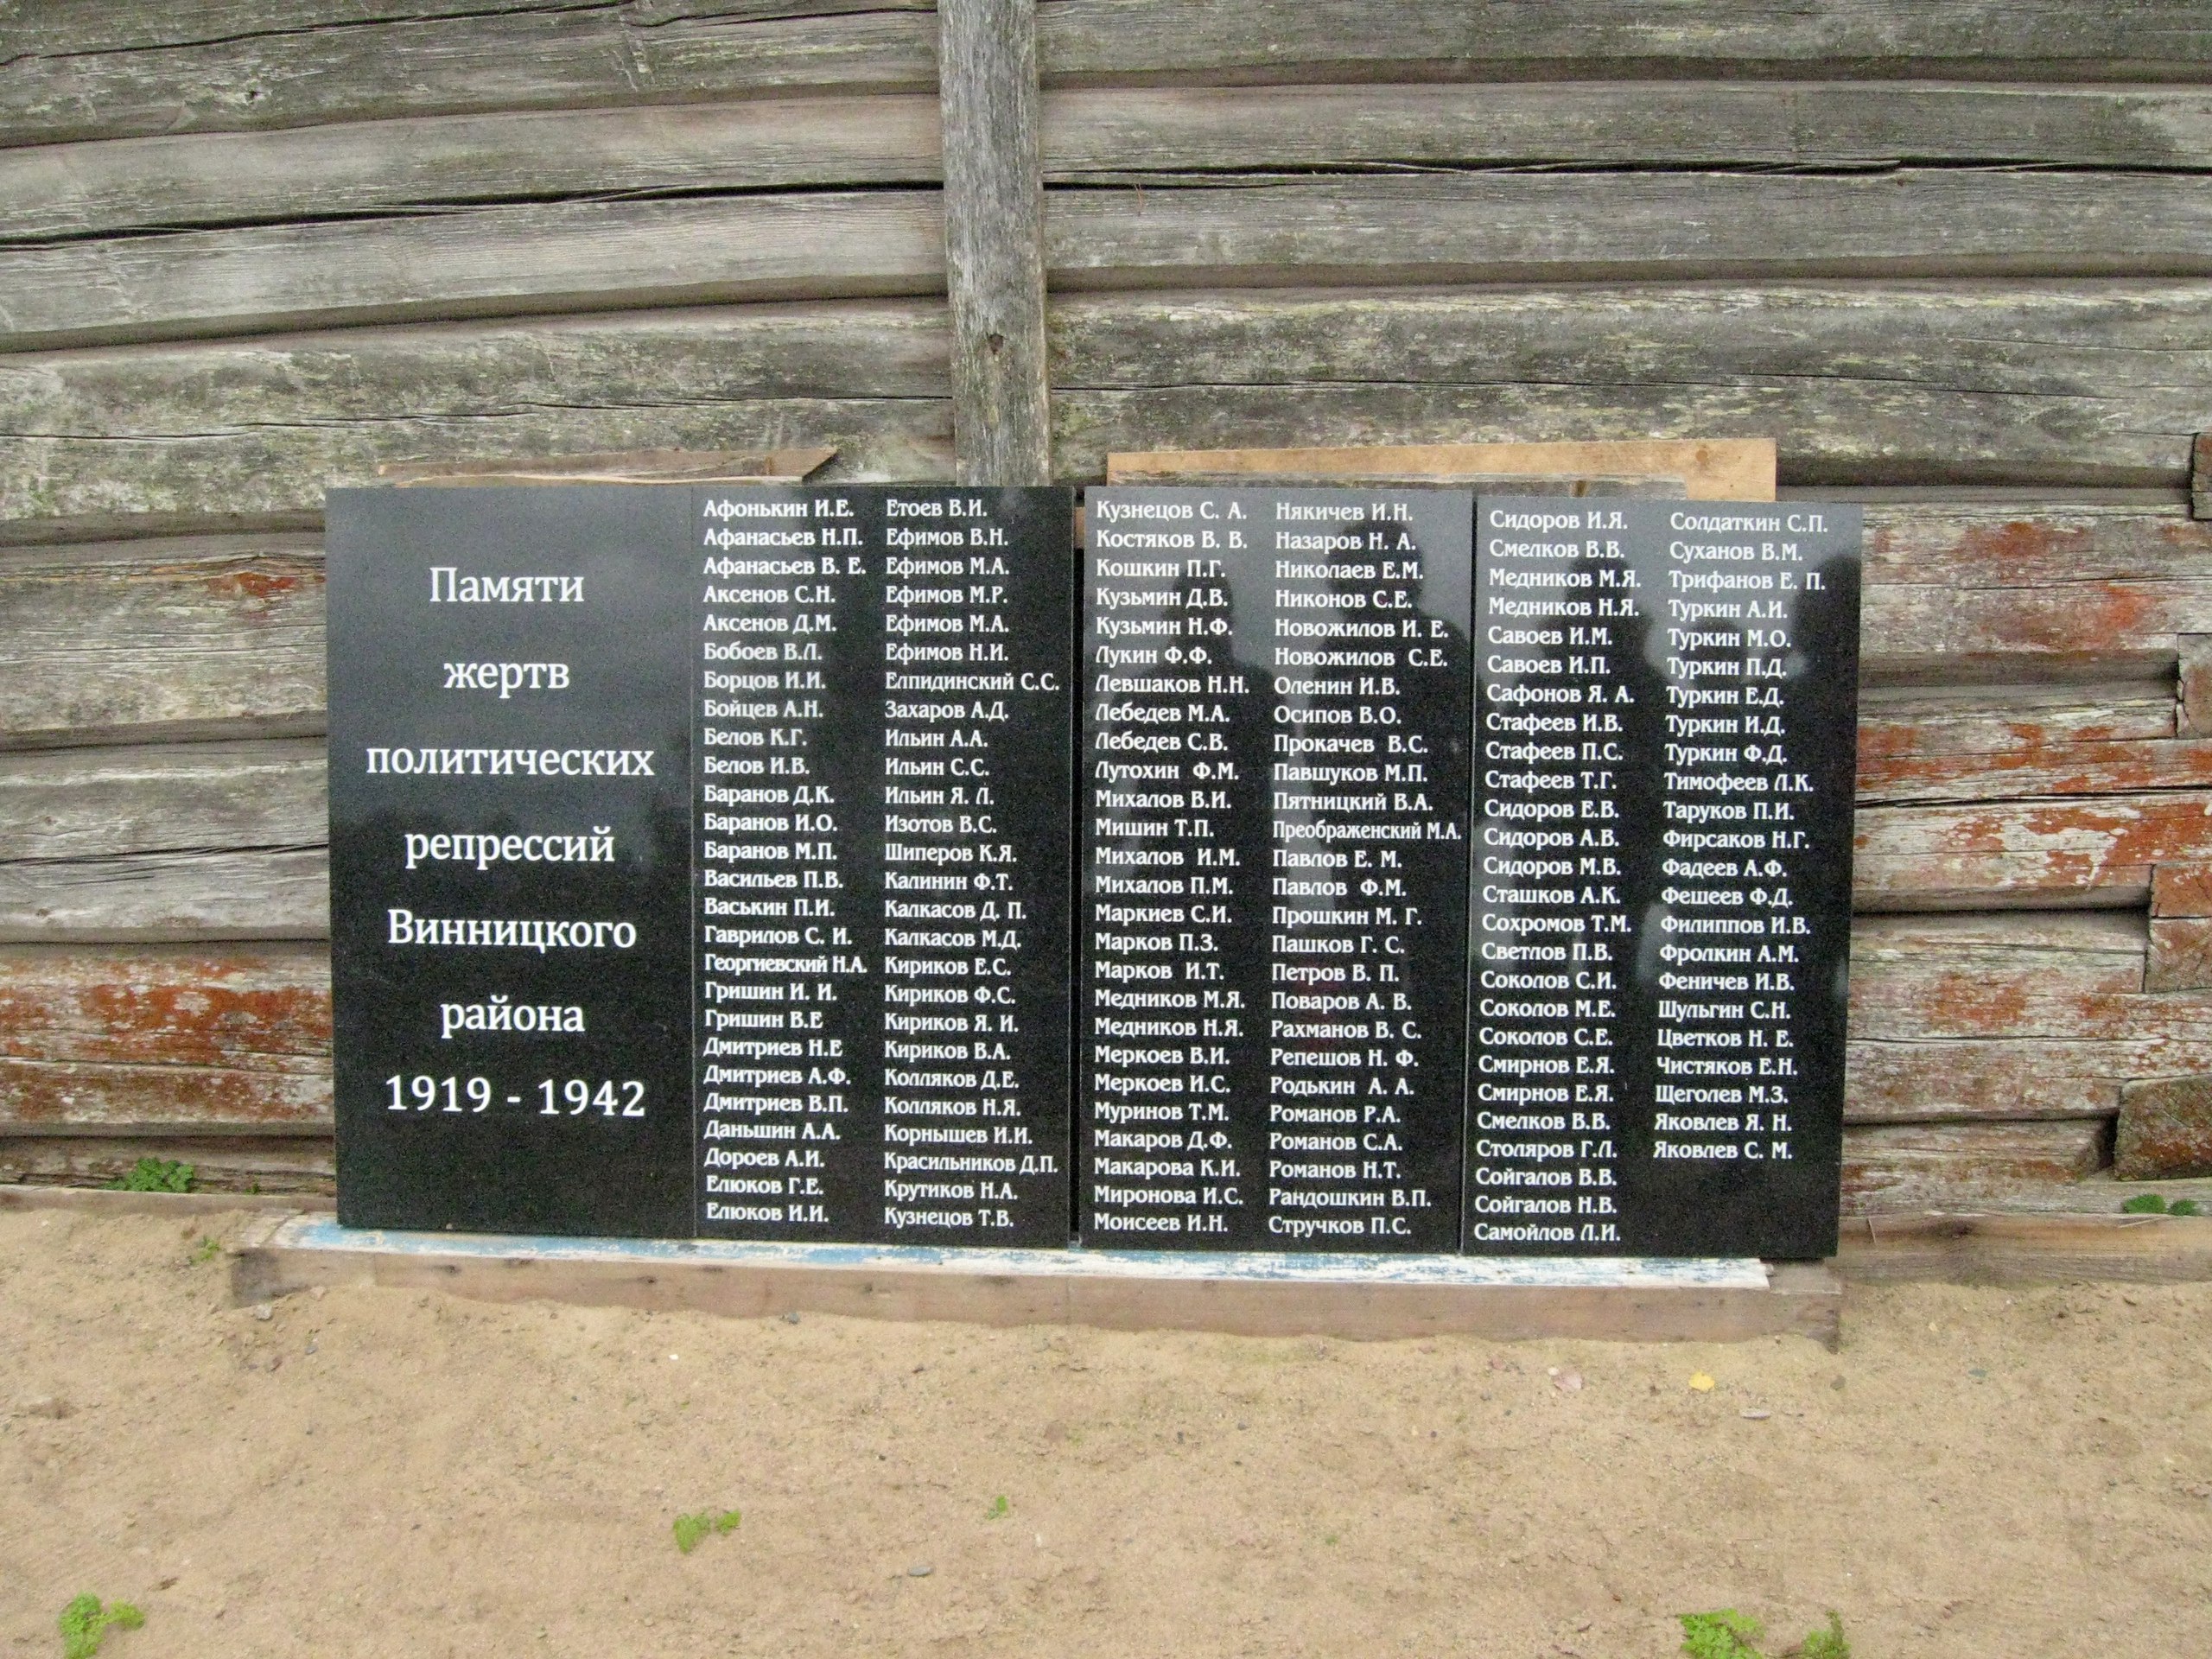 Памяти
жертв
политических
репрессий
Винницкого
района
1919 - 1942
Афонькин И.Е.
Афанасьев Н.П.
Афанасьев В. Е.
Аксенов С.Н.
Аксенов Д.М.
Бобоев В.Л.
Борцов И.И.
Бойцев А.Н.
Белов К.Г.
Белов И.В.
Баранов Д.К.
Баранов И.О.
Баранов М.П.
Васильев П.В.
Васькин П.И.
Гаврилов С. И.
Георгиевский Н.А.
Гришин И. И.
Гришин В.Е
Дмитриев Н.Е
Дмитриев А.Ф.
Дмитриев В.П.
Даньшин А.А.
Дороев А.И.
Елюков Г.Е.
Елюков И.И.
Етоев В.И.
Ефимов В.Н.
Ефимов М.А.
Ефимов М.Р.
Ефимов М.А.
Ефимов Н.И.
Елпидинский С.С.
Захаров А.Д.
Ильин А.А.
Ильин С.С.
Ильин Я. Л.
Изотов В.С.
Шиперов К.Я.
Калинин Ф.Т.
Калкасов Д. П.
Калкасов М.Д.
Кириков Е.С.
Кириков Ф.С.
Кириков Я. И.
Кириков В.А.
Колляков Д.Е.
Колляков Н.Я.
Корнышев И.И.
Красильников Д.П.
Крутиков Н.А.
Кузнецов Т.В.
Кузнецов С. А.
Костяков В. В.
Кошкин П.Г.
Кузьмин Д.В.
Кузьмин Н.Ф.
Лукин Ф.Ф.
Левшаков Н.Н.
Лебедев М.А.
Лебедев С.В.
Лутохин Ф.М.
Михалов В.И.
Мишин Т.П.
Михалов И.М.
Михалов П.М.
Маркиев С.И.
Марков П.З.
Марков И.Т.
Медников М.Я.
Медников Н.Я.
Меркоев В.И.
Меркоев И.С.
Муринов Т.М.
Макаров Д.Ф.
Макарова К.И.
Миронова И.С.
Моисеев И.Н.
Някичев И.Н.
Назаров Н. А.
Николаев Е.М.
Никонов С.Е.
Новожилов И. Е.
Новожилов С.Е.
Оленин И.В.
Осипов В.О.
Прокачев В.С.
Павшуков М.П.
Пятницкий В.А.
Преображенский М.А.
Павлов Е. М.
Павлов Ф.М.
Прошкин М. Г.
Пашков Г. С.
Петров В. П.
Поваров А. В.
Рахманов В. С.
Репешов Н. Ф.
Родькин А. А.
Романов Р.А.
Романов С.А.
Романов Н.Т.
Рандошкин В.П.
Стручков П.С.
Сидоров И.Я.
Смелков В.В.
Медников М.Я.
Медников Н.Я.
Савоев И.М.
Савоев И.П.
Сафонов Я. А.
Стафеев И.В.
Стафеев П.С.
Стафеев Т.Г.
Сидоров Е.В.
Сидоров А.В.
Сидоров М.В.
Сташков А.К.
Сохромов Т.М.
Светлов П.В.
Соколов С.И.
Соколов М.Е.
Соколов С.Е.
Смирнов Е.Я.
Смирнов Е.Я.
Смелков В.В.
Столяров Г.Л.
Сойгалов В.В.
Сойгалов Н.В.
Самойлов Л.И.
Солдаткин С.П.
Суханов В.М.
Трифанов Е. П.
Туркин А.И.
Туркин М.О.
Туркин П.Д.
Туркин Е.Д.
Туркин И.Д.
Туркин Ф.Д.
Тимофеев Л.К.
Таруков П.И.
Фирсаков Н.Г.
Фадеев А.Ф.
Фешеев Ф.Д.
Филиппов И.В.
Фролкин А.М.
Феничев И.В.
Шульгин С.Н.
Цветков Н. Е.
Чистяков Е.Н.
Щеголев М.З.
Яковлев Я. Н.
Яковлев С. М.